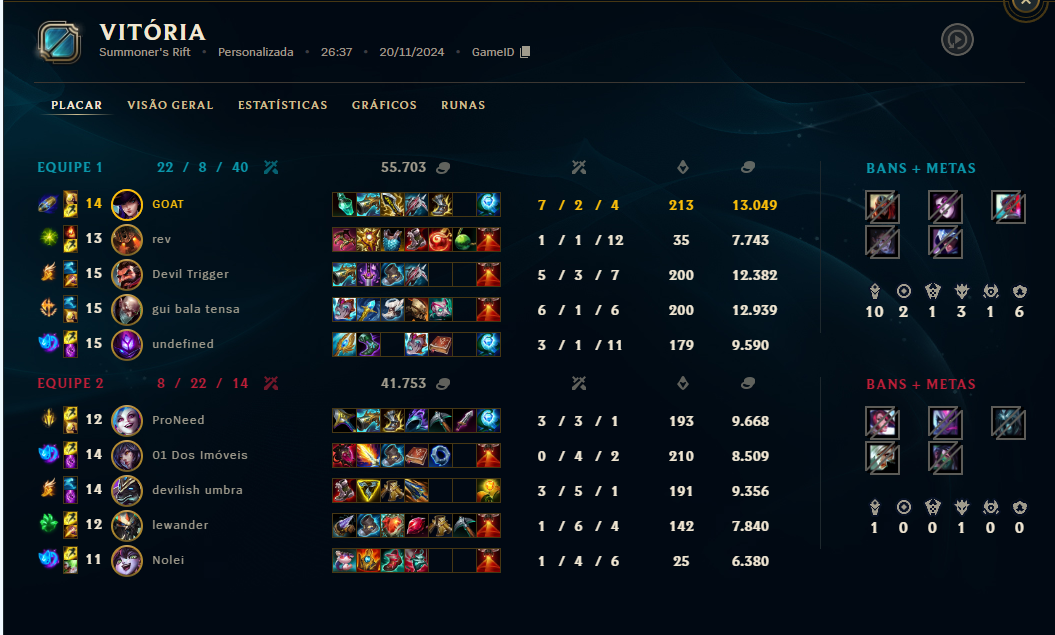 VITÓRIA
Summoner's Rift • Personalizada • 26:37 • 20/11/2024 • GameID
PLACAR VISÃO GERAL ESTATÍSTICAS GRÁFICOS RUNAS
EQUIPE 1 22 / 8 / 40 55.703 BANS + METAS
14 GOAT 7 / 2 / 4 213 13.049
13 rev 1 / 1 / 12 35 7.743
15 Devil Trigger 5 / 3 / 7 200 12.382
15 gui bala tensa 6 / 1 / 6 200 12.939
10 2 1 3 1 6
15 undefined 3 / 1 / 11 179 9.590
EQUIPE 2 8 / 22 / 14 41.753 BANS + METAS
12 ProNeed 3 / 3 / 1 193 9.668
14 01 Dos Imóveis 0 / 4 / 2 210 8.509
14 devilish umbra 3 / 5 / 1 191 9.356
12 lewander 1 / 6 / 4 142 7.840
1 0 0 1 0 0
11 Nolei 1 / 4 / 6 25 6.380